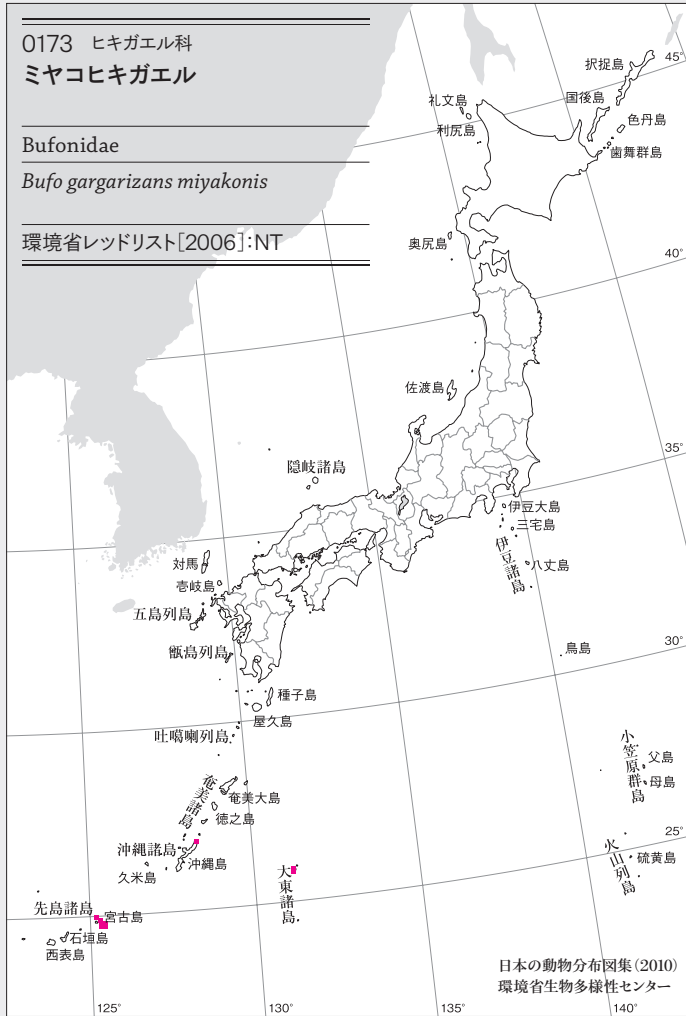 0173 ヒキガエル科
ミヤコヒキガエル
Bufonidae
Bufo gargarizans miyakonis
環境省レッドリスト[2006]:NT
択捉島
45°
国後島
礼文島
色丹島
利尻島
歯舞群島
奥尻島
40°
佐渡島
35°
隠岐諸島
伊豆大島
三宅島
伊豆諸島
八丈島
対馬
壱岐島
五島列島
甑島列島
鳥島
30°
種子島
屋久島
吐噶喇列島
小笠原群島
父島
母島
奄美諸島
奄美大島
徳之島
25°
沖縄諸島
沖縄島
久米島
火山列島
硫黄島
大東諸島
先島諸島
宮古島
石垣島
西表島
日本の動物分布図集(2010)
環境省生物多様性センター
125°
130°
135°
140°